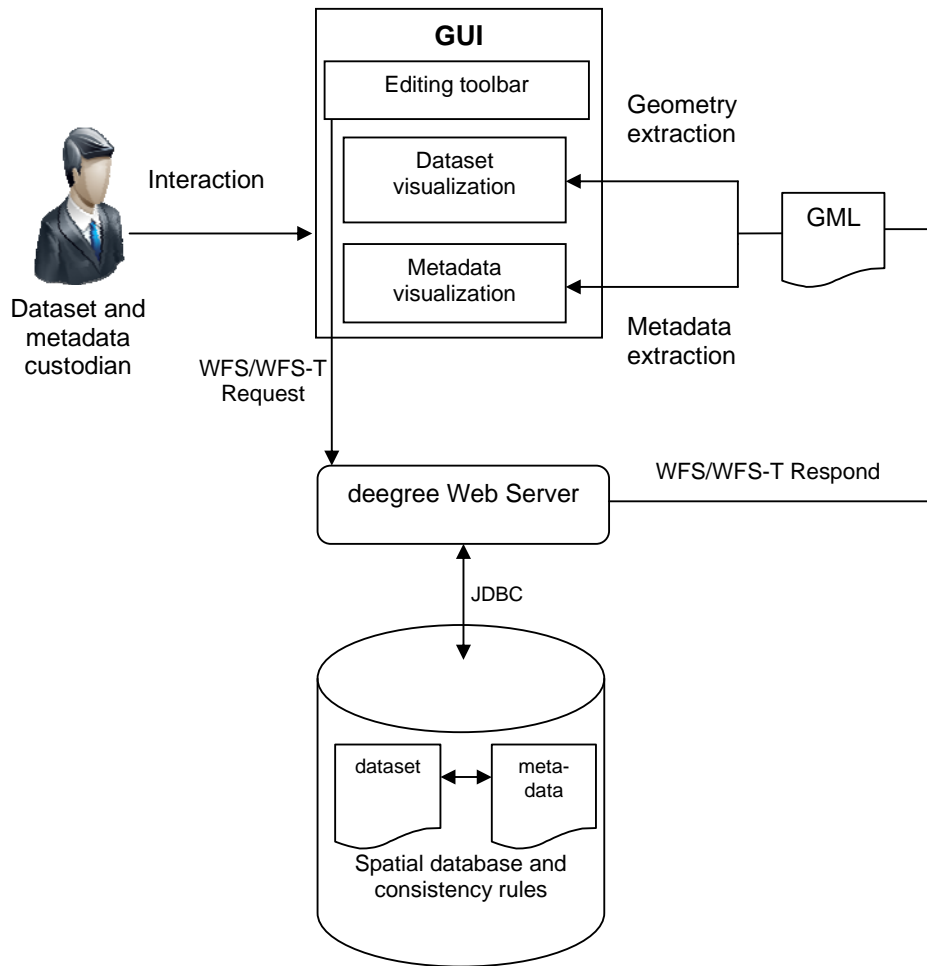 GUI
Editing toolbar
Geometry
extraction
Dataset
visualization
Interaction
GML
Metadata
visualization
Dataset and
metadata
custodian
Metadata
extraction
WFS/WFS-T
Request
deegree Web Server
WFS/WFS-T Respond
JDBC
dataset
meta-
data
Spatial database and
consistency rules